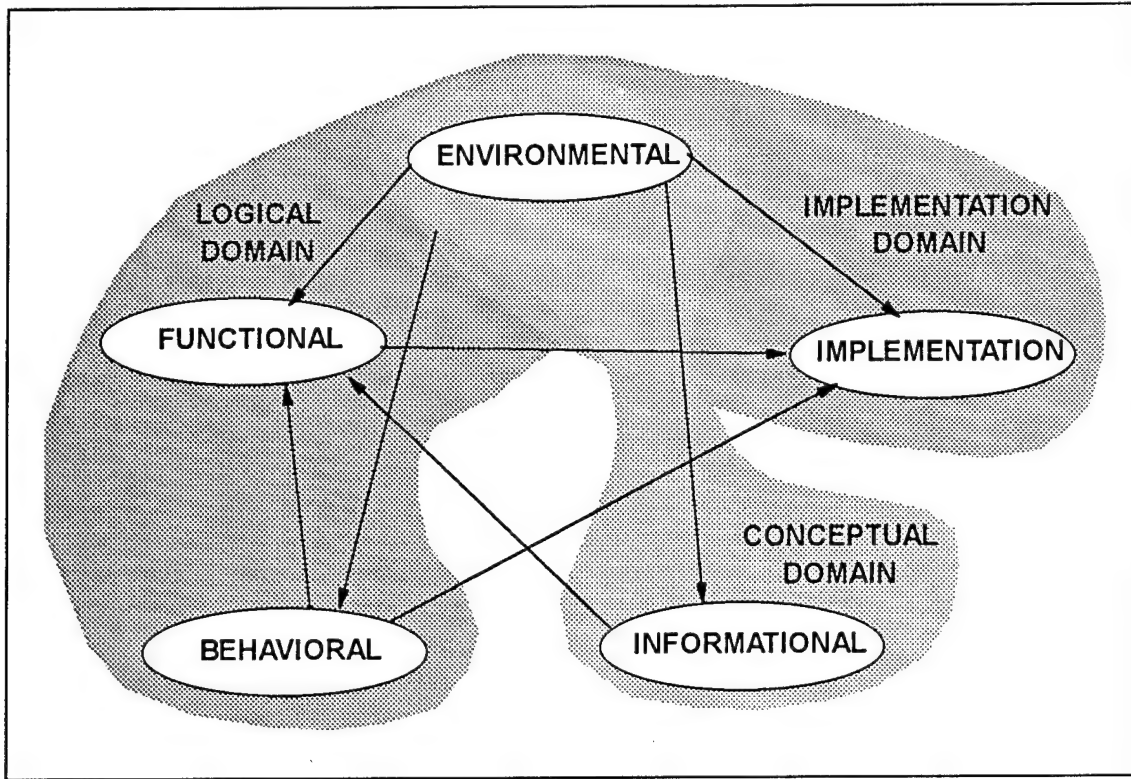 ENVIRONMENTAL
LOGICAL
DOMAIN
IMPLEMENTATION
DOMAIN
FUNCTIONAL
IMPLEMENTATION
CONCEPTUAL
DOMAIN
BEHAVIORAL
INFORMATIONAL